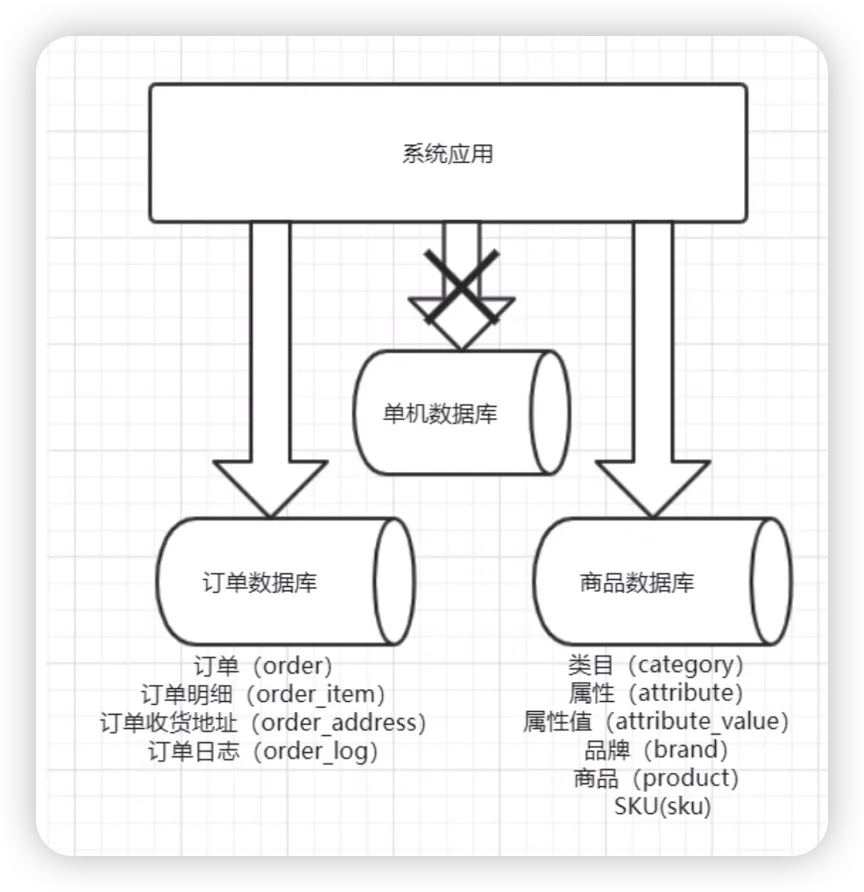 系统应用
单机数据库
订单数据库
商品数据库
订单（order）
订单明细（order_item）
订单收货地址（order_address）
订单日志（order_log）
类目（category）
属性（attribute）
属性值（attribute_value）
品牌（brand）
商品（product）
SKU(sku)